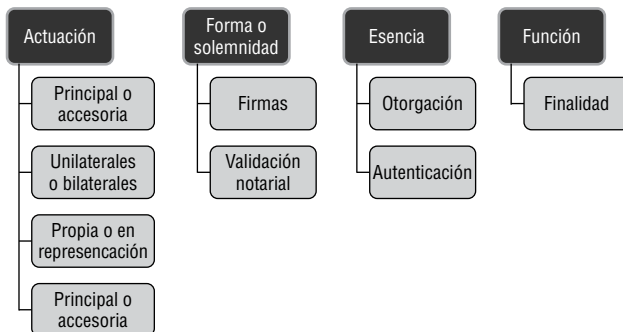 Actuación
Principal o
accesoria
Unilaterales
o bilaterales
Propia o en
represencación
Principal o
accesoria
Forma o
solemnidad
Firmas
Validación
notarial
Esencia
Otorgación
Autenticación
Función
Finalidad